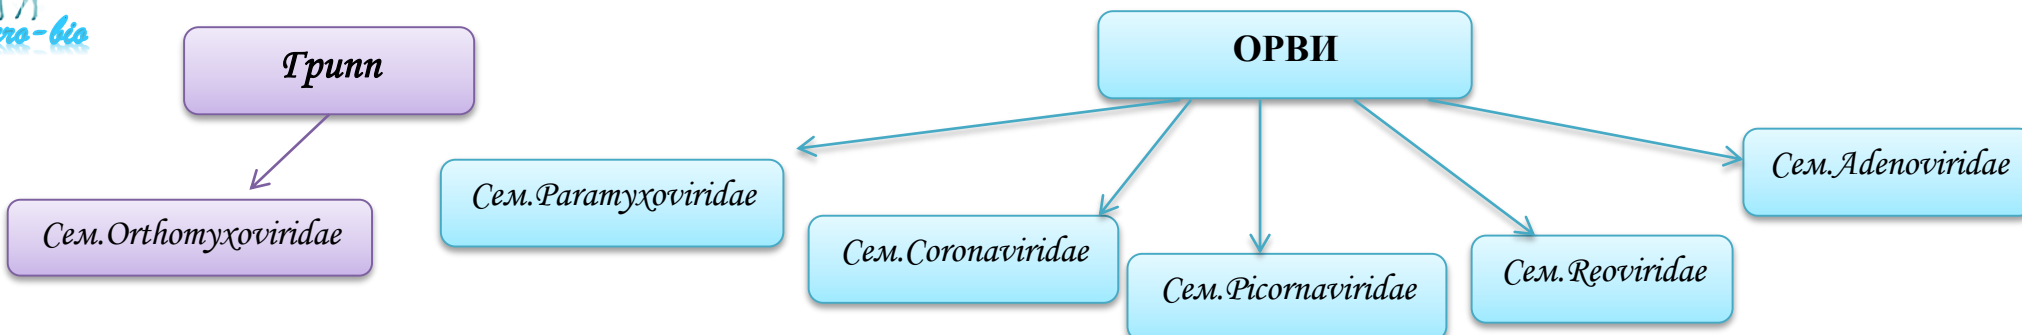 Грипп
ОРВИ
Сем.Orthomyxoviridae
Сем.Paramyxoviridae
Сем.Coronaviridae
Сем.Picornaviridae
Сем.Reoviridae
Сем.Adenoviridae